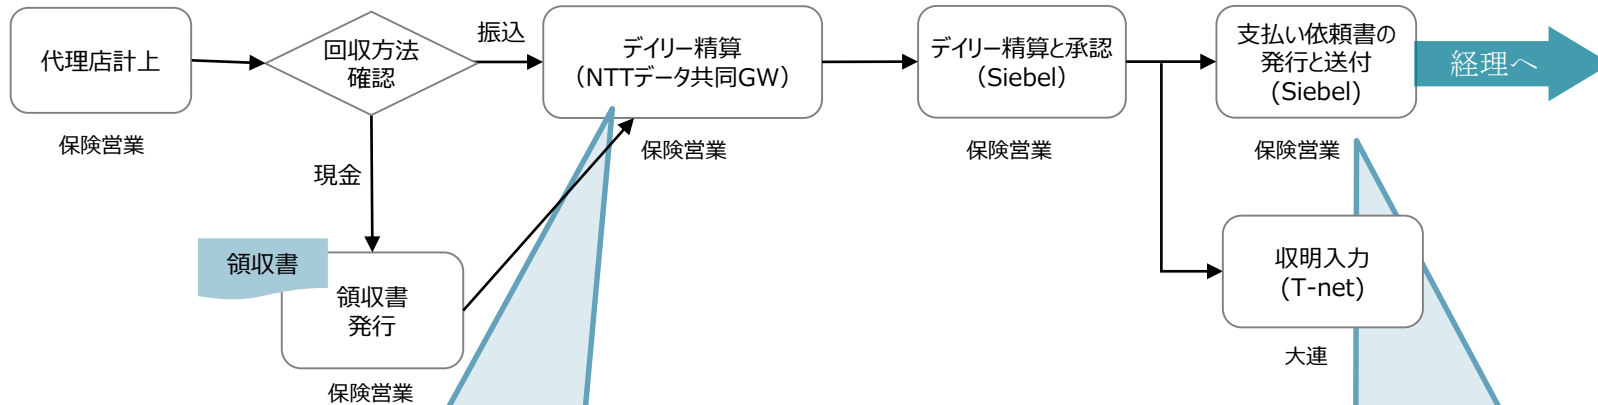 代理店計上
保険営業
回収方法
確認
振込
現金
領収書
領収書
発行
保険営業
デイリー精算
（NTTデータ共同GW）
保険営業
デイリー精算と承認
（Siebel）
保険営業
支払い依頼書の
発行と送付
(Siebel)
保険営業
経理へ
収明入力
(T-net)
大連